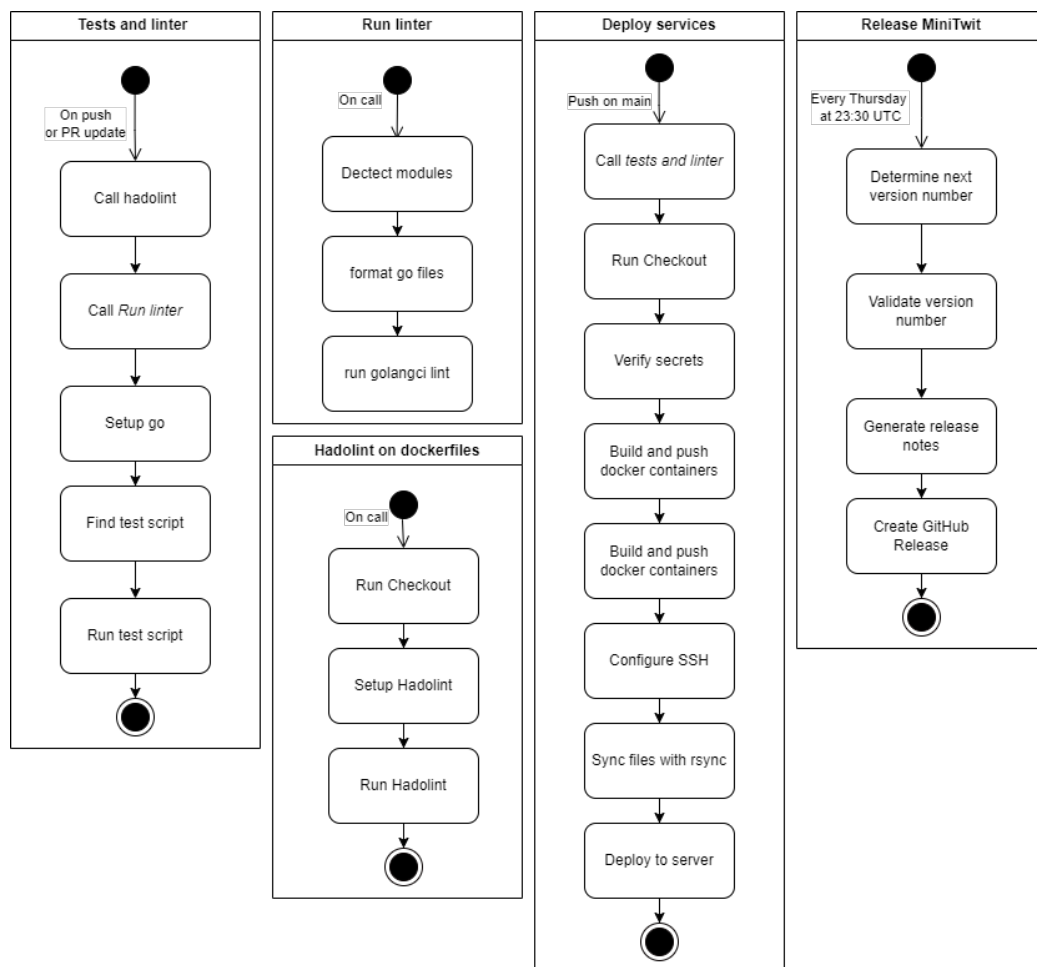 Tests and linter
On push
or PR update
Call hadolint
Call Run linter
Setup go
Find test script
Run test script
Run linter
On call
Dectect modules
format go files
run golangci lint
Hadolint on dockerfiles
On call
Run Checkout
Setup Hadolint
Run Hadolint
Deploy services
Push on main
Call tests and linter
Run Checkout
Verify secrets
Build and push
docker containers
Build and push
docker containers
Configure SSH
Sync files with rsync
Deploy to server
Release MiniTwit
Every Thursday
at 23:30 UTC
Determine next
version number
Validate version
number
Generate release
notes
Create GitHub
Release